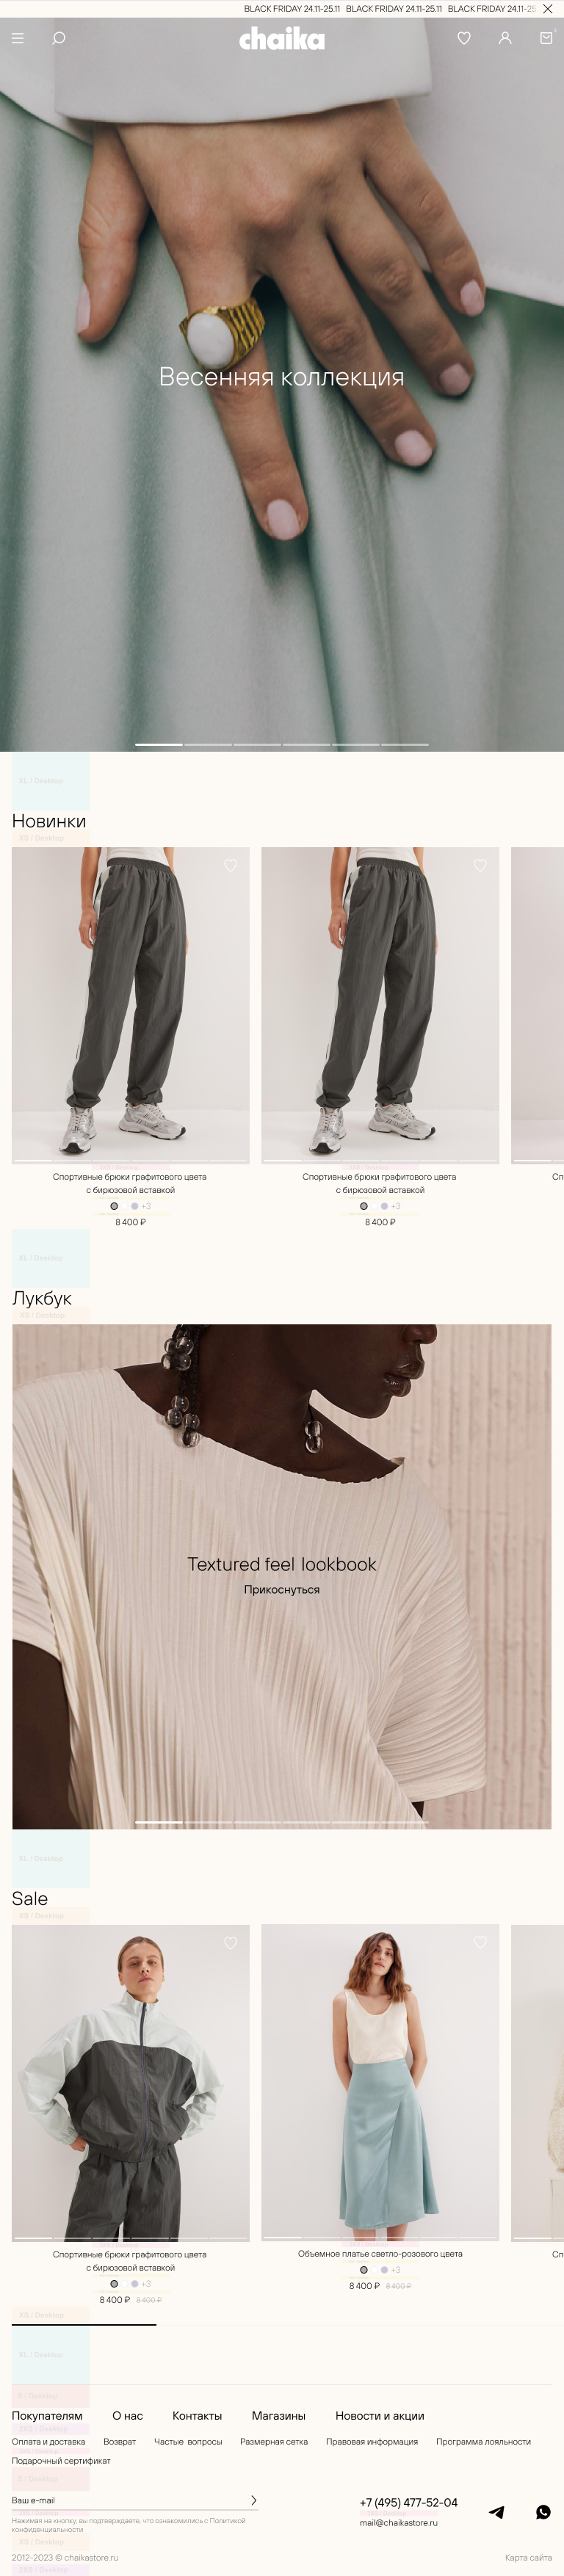 BLACK FRIDAY 24.11-25.11 BLACK FRIDAY 24.11-25.11 BLACK FRIDAY 24.11-25
chaika
Весенняя коллекция
XL / Desktop
Новинки
XS / Desktop
Спортивные брюки графитового цвета
с бирюзовой вставкой
+3
8 400 ₽
Спортивные брюки графитового цвета
с бирюзовой вставкой
+3
8 400 ₽
Сп
XL / Desktop
Лукбук
XS / Desktop
Textured feel lookbook
Прикоснуться
XL / Desktop
Sale
XS / Desktop
Спортивные брюки графитового цвета
с бирюзовой вставкой
+3
8 400 ₽ 8 400 ₽
Объемное платье светло-розового цвета
+3
8 400 ₽ 8 400 ₽
Сп
XS / Desktop
XL / Desktop
S / Desktop
Покупателям О нас Контакты Магазины Новости и акции
2XS / Desktop
Оплата и доставка Возврат Частые вопросы Размерная сетка Правовая информация Программа лояльности
Подарочный сертификат
S / Desktop
Ваш e-mail
Нажимая на кнопку, вы подтверждаете, что ознакомились с Политикой
конфиденциальности
+7 (495) 477-52-04
mail@chaikastore.ru
XS / Desktop
2012-2023 © chaikastore.ru
Карта сайта
2XS / Desktop